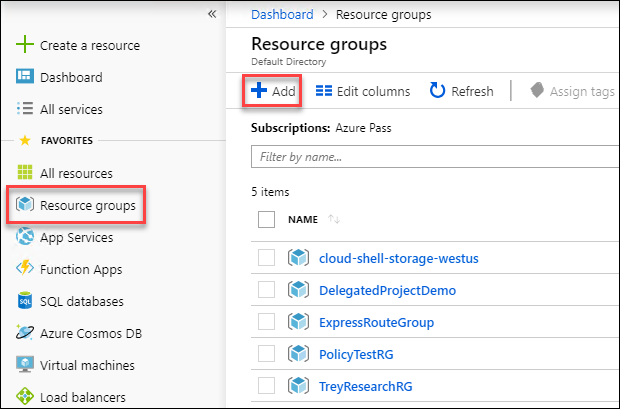 «
Create a resource
Dashboard
All services
FAVORITES
All resources
Resource groups
App Services
Function Apps
SQL databases
Azure Cosmos DB
Virtual machines
Load balancers
Dashboard > Resource groups
Resource groups
Default Directory
Add Edit columns Refresh Assign tags
Subscriptions: Azure Pass
Filter by name...
5 items
NAME
cloud-shell-storage-westus
DelegatedProjectDemo
ExpressRouteGroup
PolicyTestRG
TreyResearchRG